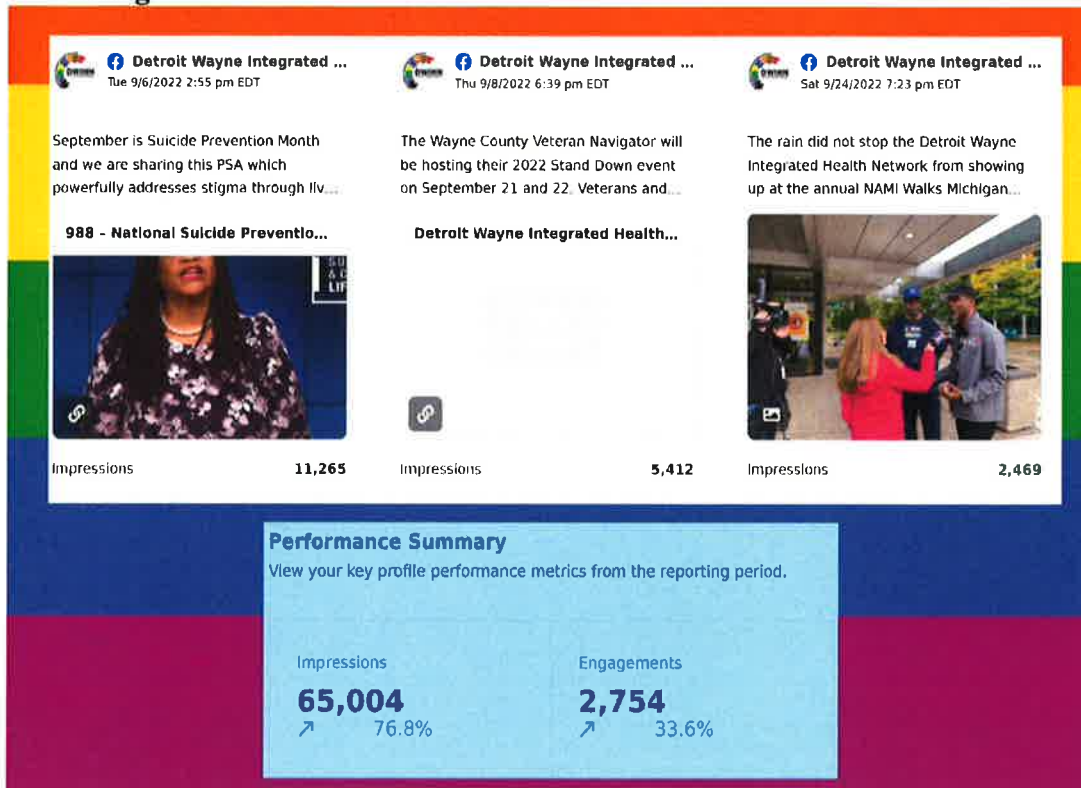 Detroit Wayne Integrated ...
Tue 9/6/2022 2:55 pm EDT
September is Suicide Prevention Month
and we are sharing this PSA which
powerfully addresses stigma through liv...
988 - National Suicide Preventio...
LIF
Impressions 11,265
Detroit Wayne Integrated ...
Thu 9/8/2022 6:39 pm EDT
The Wayne County Veteran Navigator will
be hosting their 2022 Stand Down event
on September 21 and 22. Veterans and...
Detroit Wayne Integrated Health...
Impressions 5,412
Detroit Wayne Integrated ...
Sat 9/24/2022 7:23 pm EDT
The rain did not stop the Detroit Wayne
Integrated Health Network from showing
up at the annual NAMI Walks Michigan...
Impressions 2,469
Performance Summary
View your key profile performance metrics from the reporting period.
Impressions
65,004
↗ 76.8%
Engagements
2,754
↗ 33.6%